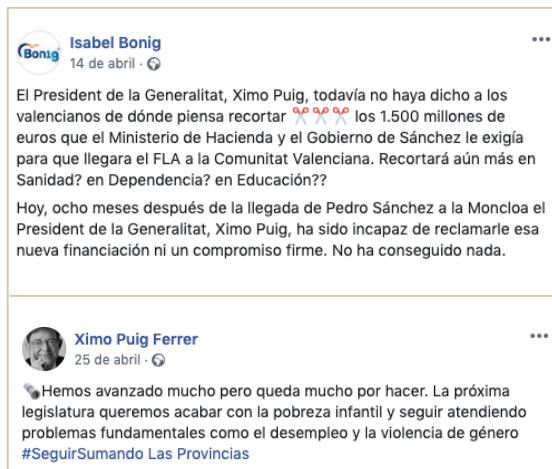 Bonig
Isabel Bonig
14 de abril ·
El President de la Generalitat, Ximo Puig, todavía no haya dicho a los
valencianos de dónde piensa recortar ✂️✂️✂️ los 1.500 millones de
euros que el Ministerio de Hacienda y el Gobierno de Sánchez le exigía
para que llegara el FLA a la Comunitat Valenciana. Recortará aún más en
Sanidad? en Dependencia? en Educación??
Hoy, ocho meses después de la llegada de Pedro Sánchez a la Moncloa el
President de la Generalitat, Ximo Puig, ha sido incapaz de reclamarle esa
nueva financiación ni un compromiso firme. No ha conseguido nada.
Ximo Puig Ferrer
25 de abril ·
🗞️Hemos avanzado mucho pero queda mucho por hacer. La próxima
legislatura queremos acabar con la pobreza infantil y seguir atendiendo
problemas fundamentales como el desempleo y la violencia de género
#SeguirSumando Las Provincias